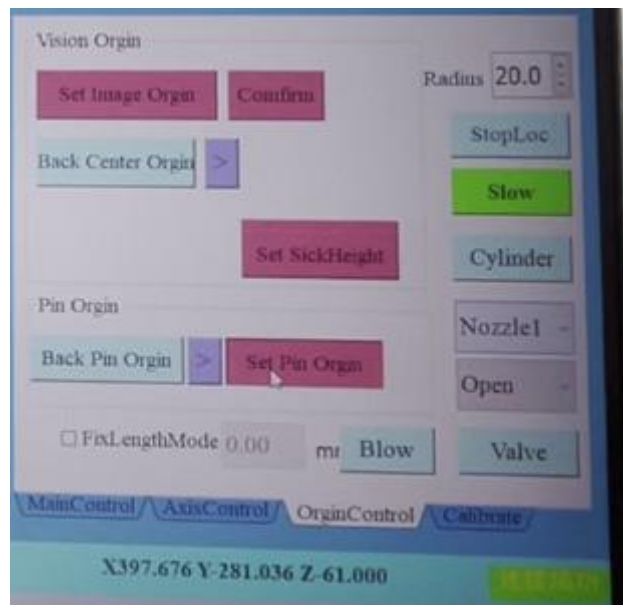 Vision Orgin
Set Image Orgin Comfirm
Radius 20.0
Back Center Orgin >
StopLoc
Slow
Set SickHeight
Cylinder
Pin Orgin
Nozzle1
Back Pin Orgin > Set Pin Orgin
Open
FixLengthMode 0.00 mr Blow
Valve
MainControl AxisControl OrginControl Calibrate
X397.676 Y-281.036 Z-61.000